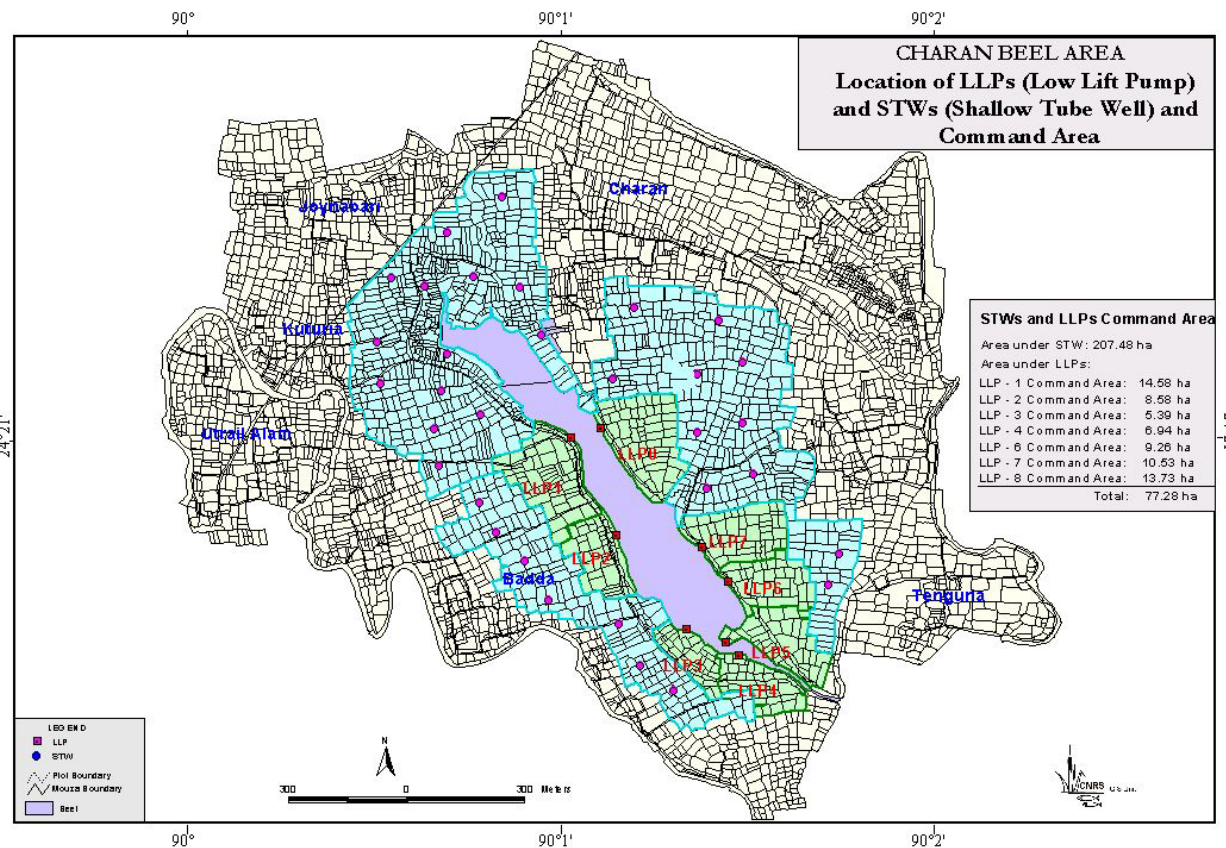 90° 90°1' 90°2'
CHARAN BEEL AREA
Location of LLPs (Low Lift Pump)
and STWs (Shallow Tube Well) and
Command Area
Charan
Joynabari
Kuturia
Utrail Alam
24°21'
STWs and LLPs Command Area
Area under STW: 207.48 ha
Area under LLPs:
LLP - 1 Command Area: 14.58 ha
LLP - 2 Command Area: 8.58 ha
LLP - 3 Command Area: 5.39 ha
LLP - 4 Command Area: 6.94 ha
LLP - 6 Command Area: 9.26 ha
LLP - 7 Command Area: 10.53 ha
LLP - 8 Command Area: 13.73 ha
Total: 77.28 ha
LLP8
LLP1
LLP7
LLP2
LLP6
Badda
Tenguria
LLP5
LLP3
LLP4
LEGEND
LLP
STW
Plot Boundary
Mouza Boundary
Beel
N
300 0 300 Meters
CNRS
90° 90°1' 90°2'